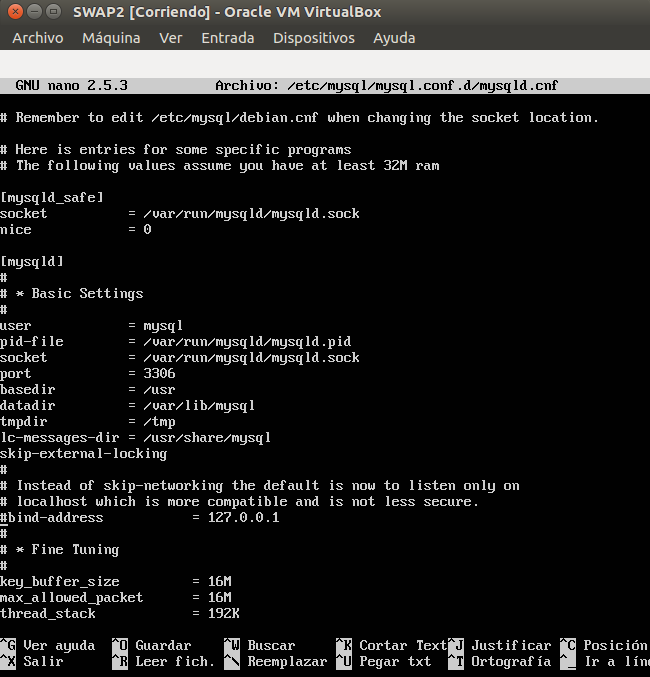 SWAP2 [Corriendo] - Oracle VM VirtualBox
Archivo Máquina Ver Entrada Dispositivos Ayuda
GNU nano 2.5.3 Archivo: /etc/mysql/mysql.conf.d/mysqld.cnf
# Remember to edit /etc/mysql/debian.cnf when changing the socket location.
# Here is entries for some specific programs
# The following values assume you have at least 32M ram
[mysqld_safe]
socket = /var/run/mysqld/mysqld.sock
nice = 0
[mysqld]
#
# * Basic Settings
#
user = mysql
pid-file = /var/run/mysqld/mysqld.pid
socket = /var/run/mysqld/mysqld.sock
port = 3306
basedir = /usr
datadir = /var/lib/mysql
tmpdir = /tmp
lc-messages-dir = /usr/share/mysql
skip-external-locking
#
# Instead of skip-networking the default is now to listen only on
# localhost which is more compatible and is not less secure.
#bind-address = 127.0.0.1
#
# * Fine Tuning
#
key_buffer_size = 16M
max_allowed_packet = 16M
thread_stack = 192K
^G Ver ayuda ^O Guardar ^W Buscar ^K Cortar Text ^J Justificar ^C Posición
^X Salir ^R Leer fich. ^\ Reemplazar ^U Pegar txt ^T Ortografía ^_ Ir a líne